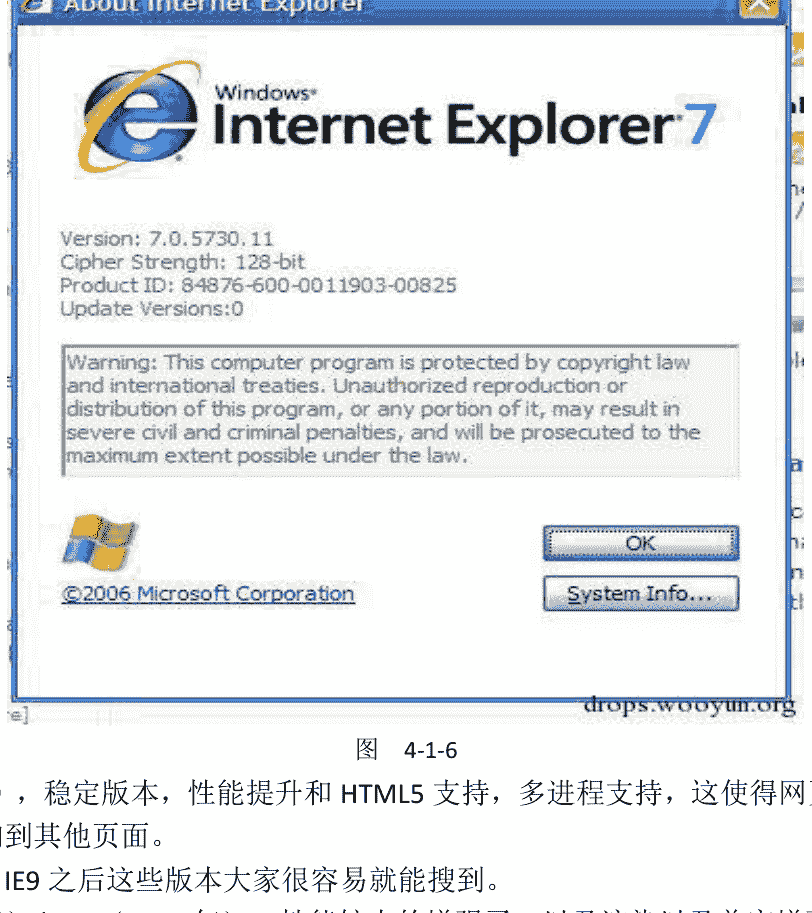 About Internet Explorer
Windows®
Internet Explorer 7
Version: 7.0.5730.11
Cipher Strength: 128-bit
Product ID: 84876-600-0011903-00825
Update Versions:0
Warning: This computer program is protected by copyright law
and international treaties. Unauthorized reproduction or
distribution of this program, or any portion of it, may result in
severe civil and criminal penalties, and will be prosecuted to the
maximum extent possible under the law.
OK
©2006 Microsoft Corporation
System Info...
drops.wooyun.org
图 4-1-6
，稳定版本，性能提升和 HTML5 支持，多进程支持，这使得网
到其他页面。
IE9 之后这些版本大家很容易就能搜到。